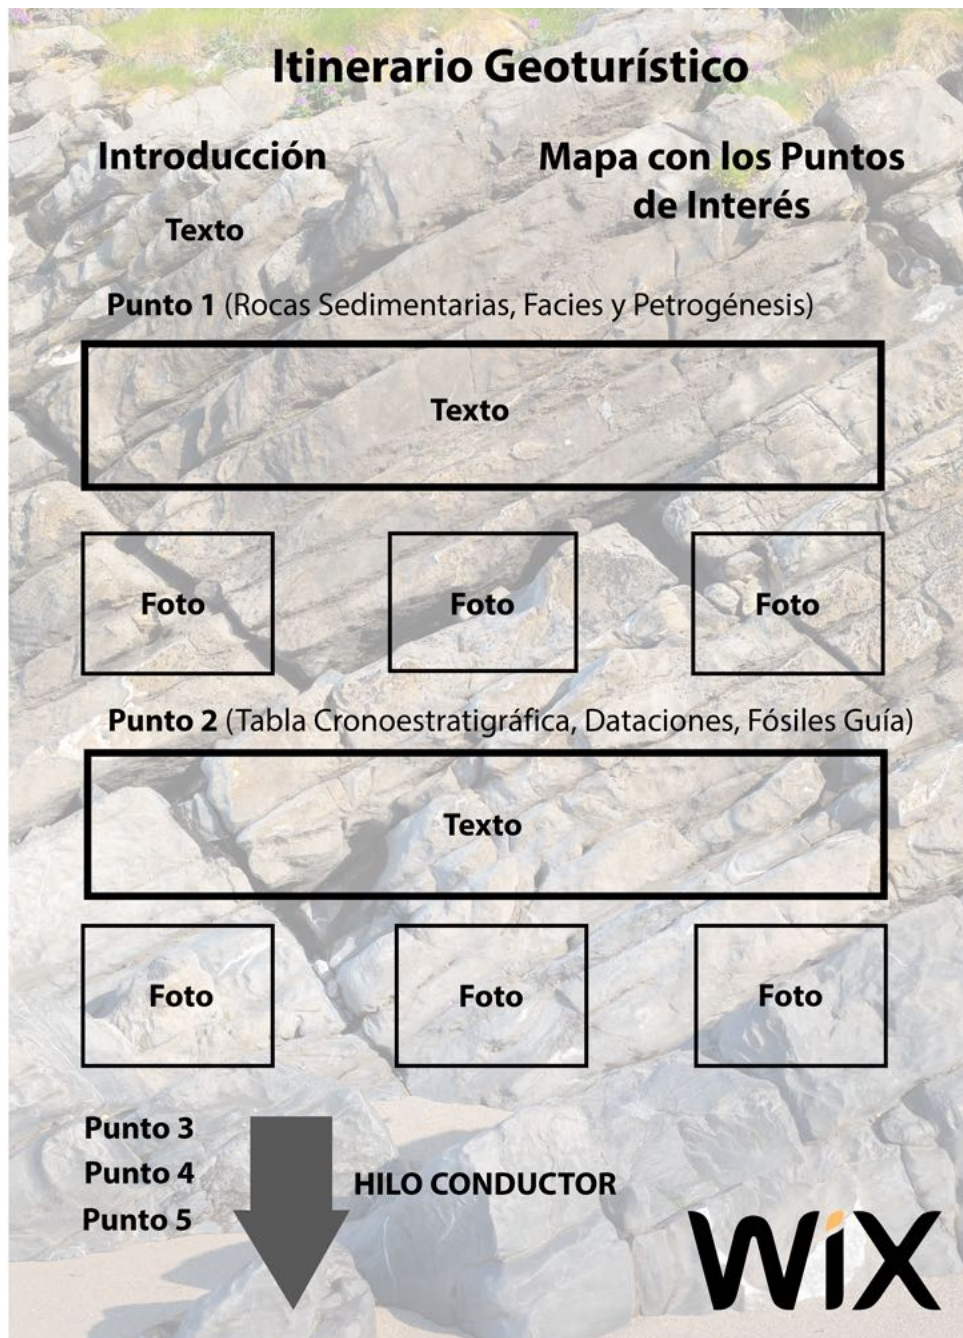 Itinerario Geoturístico
Introducción
Texto
Mapa con los Puntos
de Interés
Punto 1 (Rocas Sedimentarias, Facies y Petrogénesis)
Texto
Foto
Foto
Foto
Punto 2 (Tabla Cronoestratigráfica, Dataciones, Fósiles Guía)
Texto
Foto
Foto
Foto
Punto 3
Punto 4
Punto 5
HILO CONDUCTOR
WiX